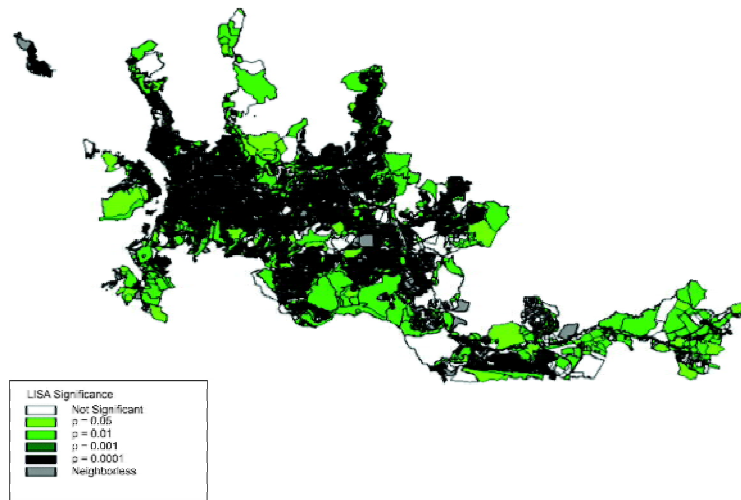 LISA Significance
Not Significant
p = 0.05
p = 0.01
p = 0.001
p = 0.0001
Neighborless